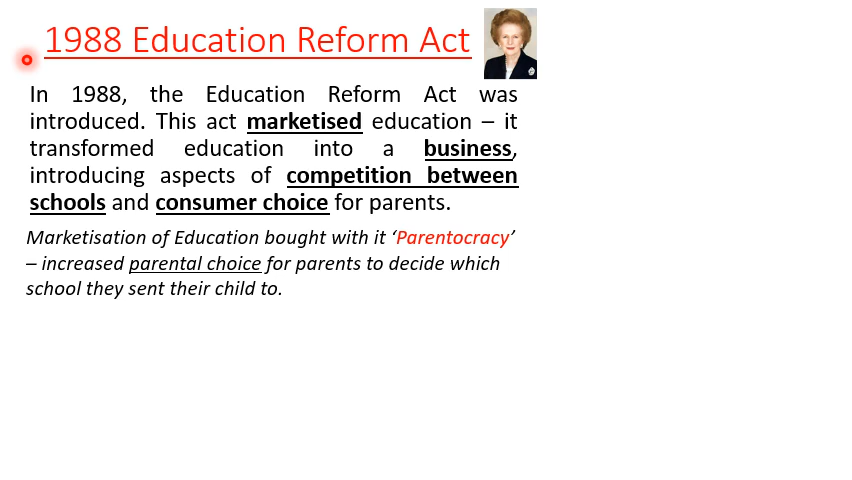 1988 Education Reform Act
In 1988, the Education Reform Act was
introduced. This act marketised education – it
transformed education into a business,
introducing aspects of competition between
schools and consumer choice for parents.
Marketisation of Education bought with it ‘Parentocracy’
– increased parental choice for parents to decide which
school they sent their child to.